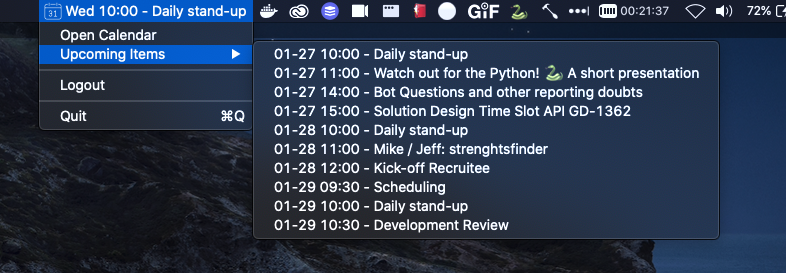 Wed 10:00 - Daily stand-up GIF 00:21:37 72%
31
Open Calendar
Upcoming Items
Logout
Quit ⌘Q
01-27 10:00 - Daily stand-up
01-27 11:00 - Watch out for the Python! 🐍 A short presentation
01-27 14:00 - Bot Questions and other reporting doubts
01-27 15:00 - Solution Design Time Slot API GD-1362
01-28 10:00 - Daily stand-up
01-28 11:00 - Mike / Jeff: strenghtsfinder
01-28 12:00 - Kick-off Recruitee
01-29 09:30 - Scheduling
01-29 10:00 - Daily stand-up
01-29 10:30 - Development Review